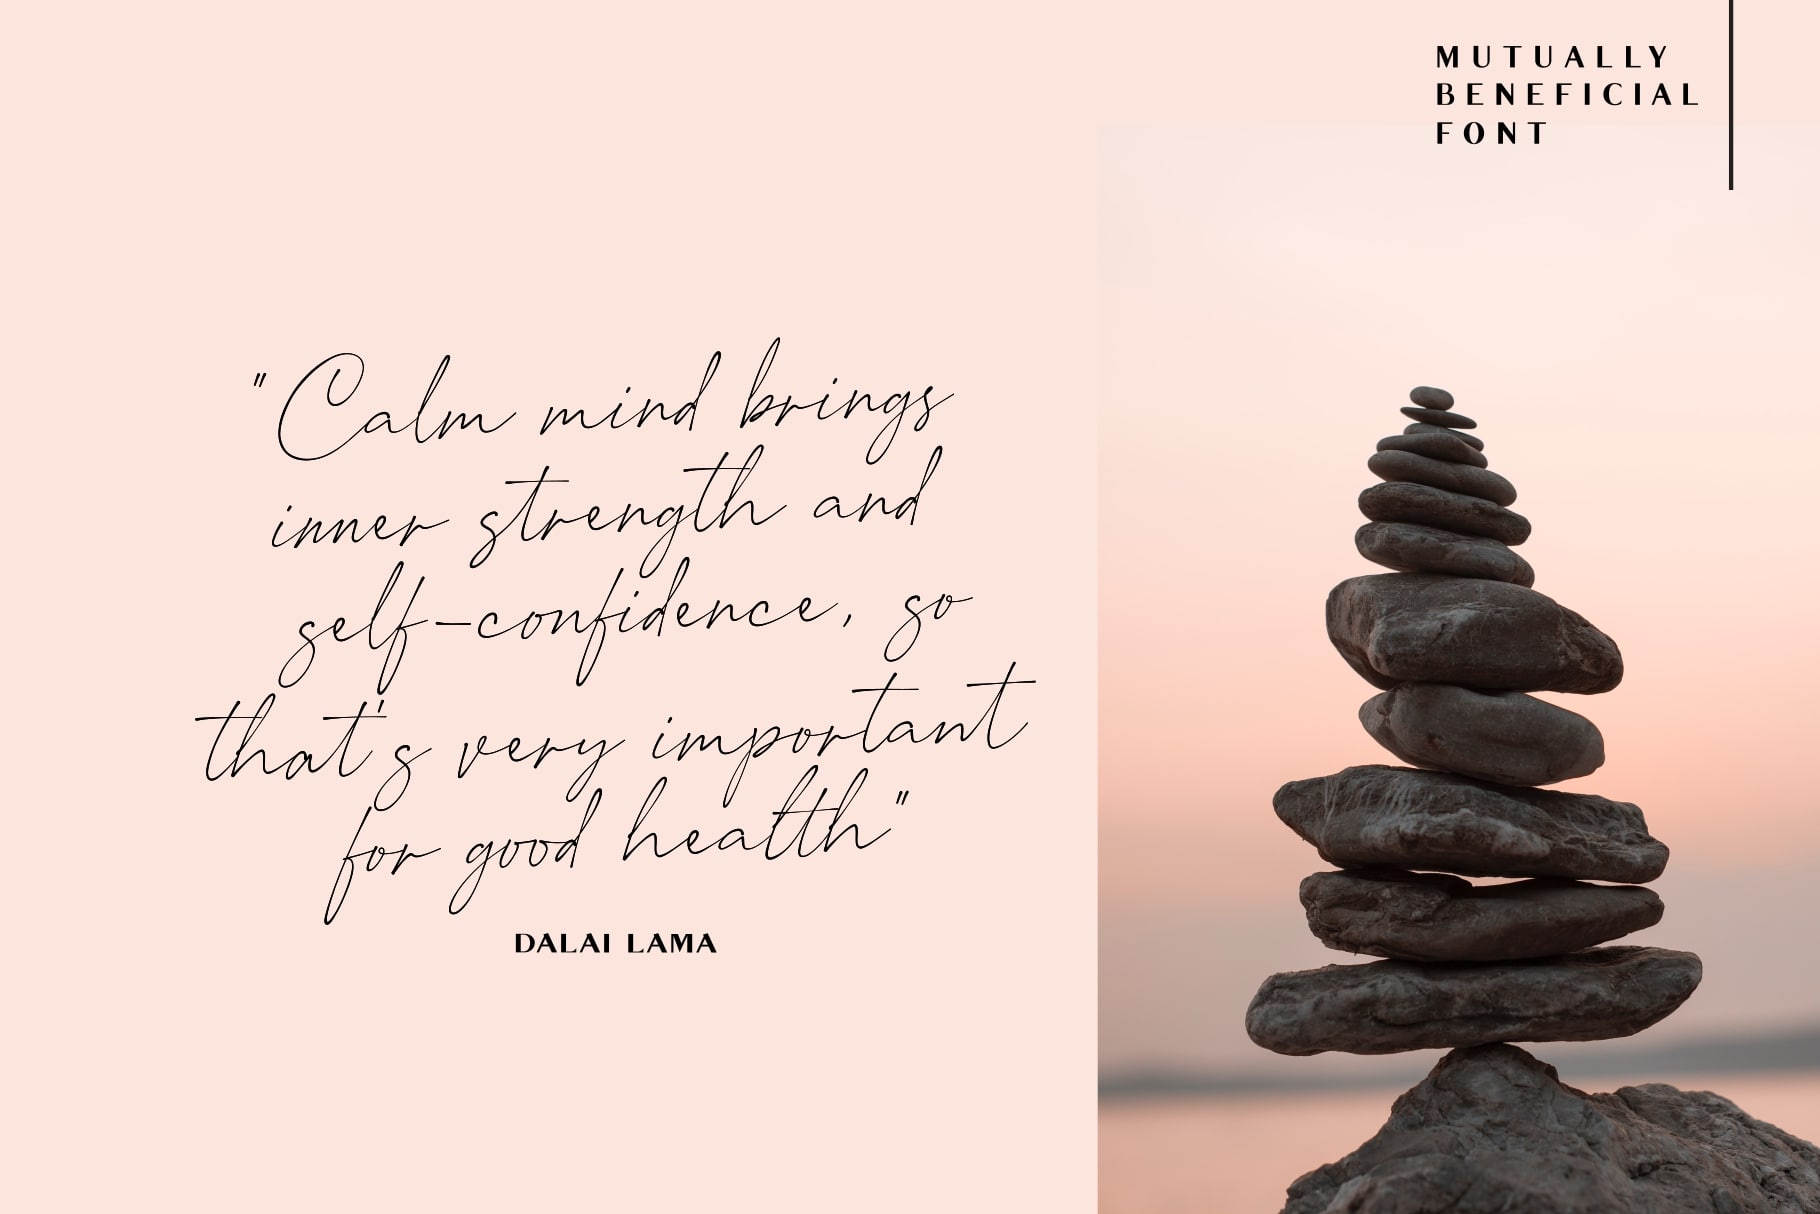 MUTUALLY
BENEFICIAL
FONT
"Calm mind brings
inner strength and
self-confidence, so
that's very important
for good health"
DALAI LAMA